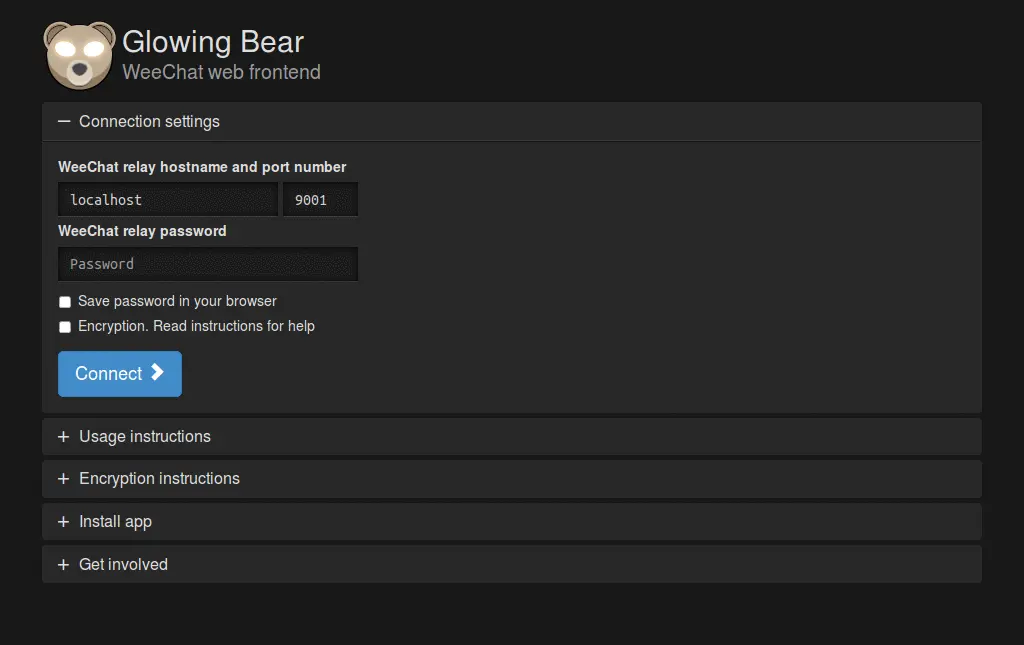 Glowing Bear
WeeChat web frontend
Connection settings
WeeChat relay hostname and port number
localhost 9001
WeeChat relay password
Password
Save password in your browser
Encryption. Read instructions for help
Connect
Usage instructions
Encryption instructions
Install app
Get involved